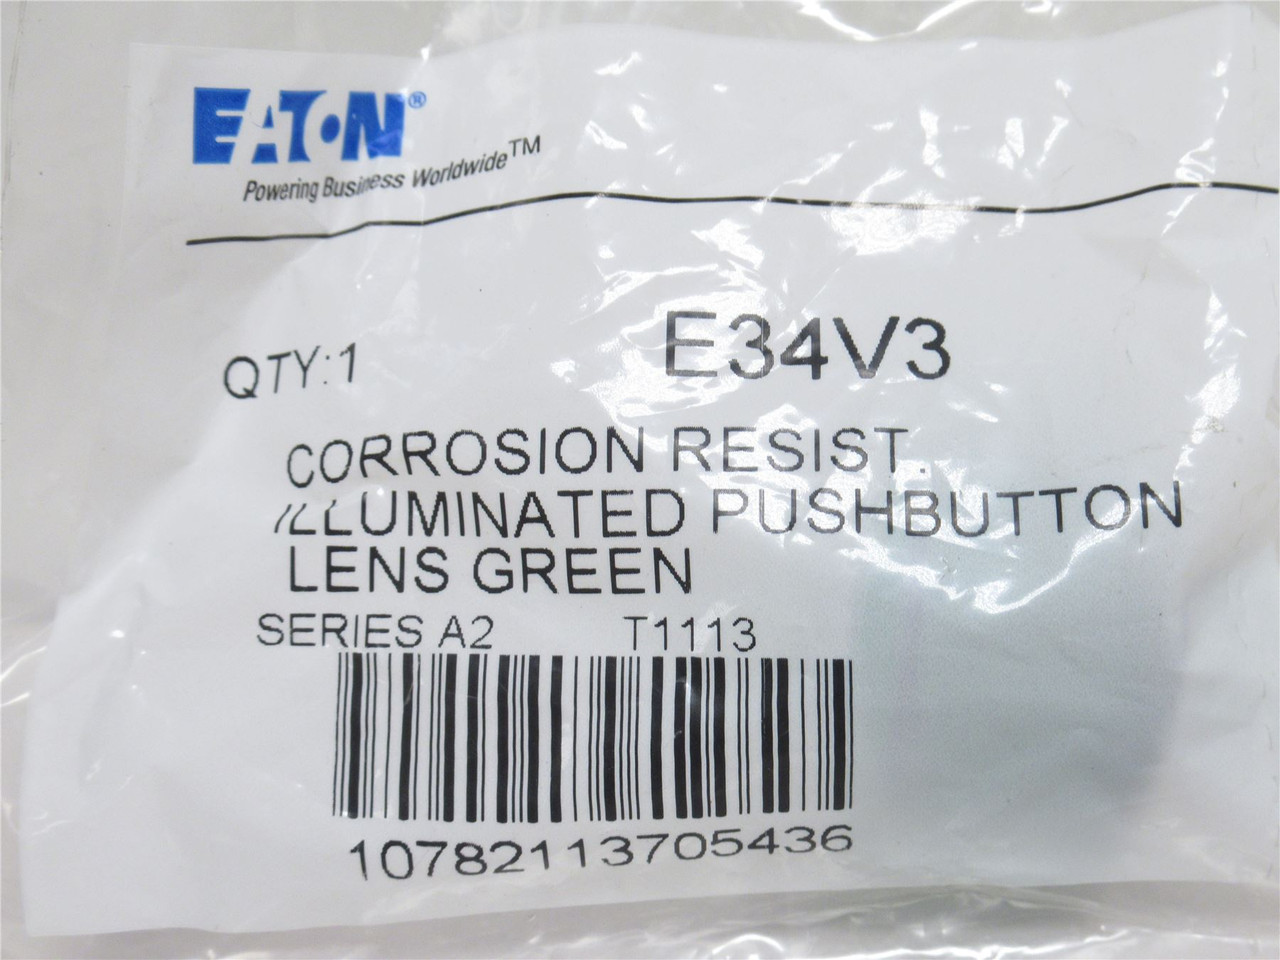 EATON®
Powering Business Worldwide™
QTY:1 E34V3
CORROSION RESIST.
ILLUMINATED PUSHBUTTON
LENS GREEN
SERIES A2 T1113
10782113705436